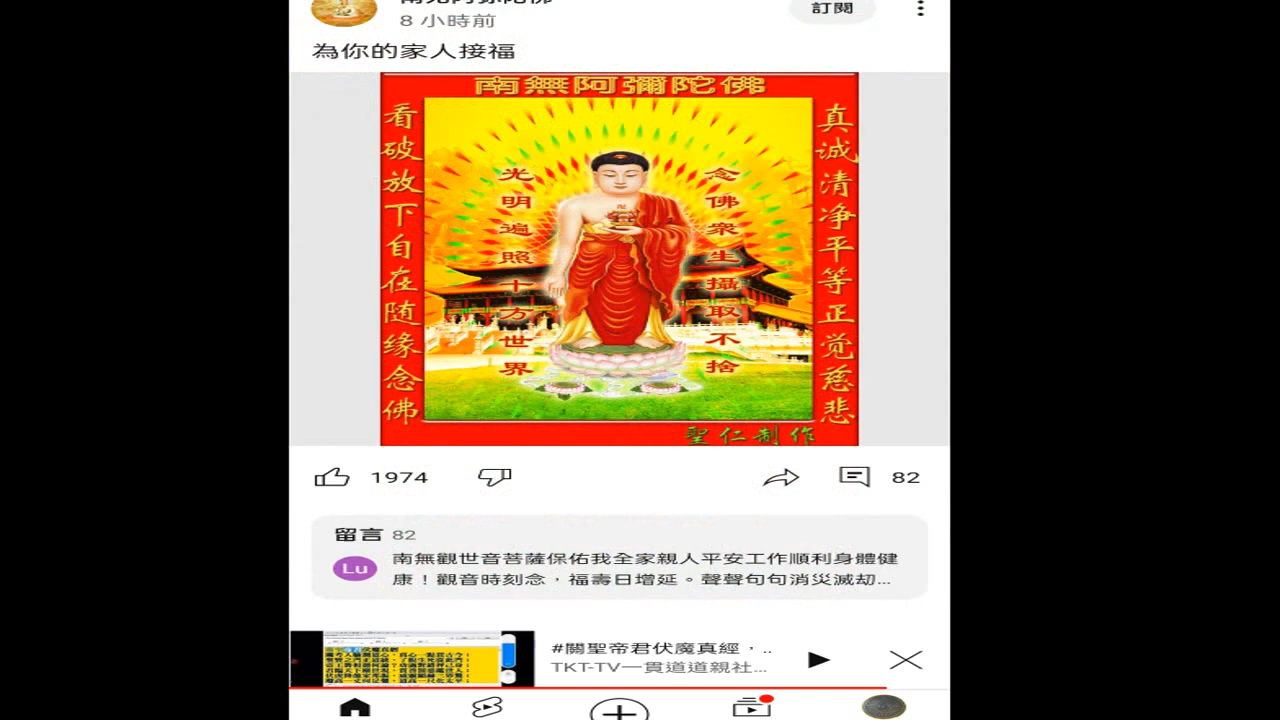 8 小時前
訂閱
為你的家人接福
南無阿彌陀佛
真诚清净平等正觉慈悲
看破放下自在随缘念佛
念佛衆生攝取不捨
光明遍照十方世界
聖仁制作
1974
82
留言 82
Lu
南無觀世音菩薩保佑我全家親人平安工作順利身體健
康！觀音時刻念，福壽日增延。聲聲句句消災滅劫...
#關聖帝君伏魔真經，..
TKT-TV一貫道道親社...